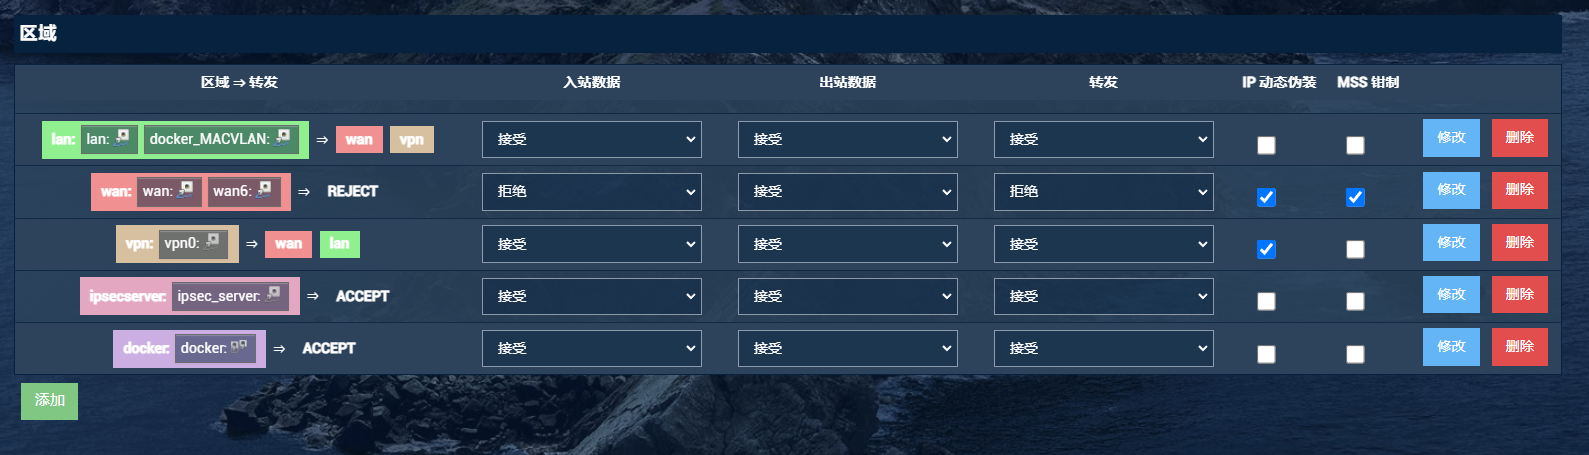 区域
区域 ⇒ 转发 入站数据 出站数据 转发 IP 动态伪装 MSS 钳制
lan: lan: docker_MACVLAN: ⇒ wan vpn 接受 接受 接受 修改 删除
wan: wan: wan6: ⇒ REJECT 拒绝 接受 拒绝 修改 删除
vpn: vpn0: ⇒ wan lan 接受 接受 接受 修改 删除
ipsecserver: ipsec_server: ⇒ ACCEPT 接受 接受 接受 修改 删除
docker: docker: ⇒ ACCEPT 接受 接受 接受 修改 删除
添加